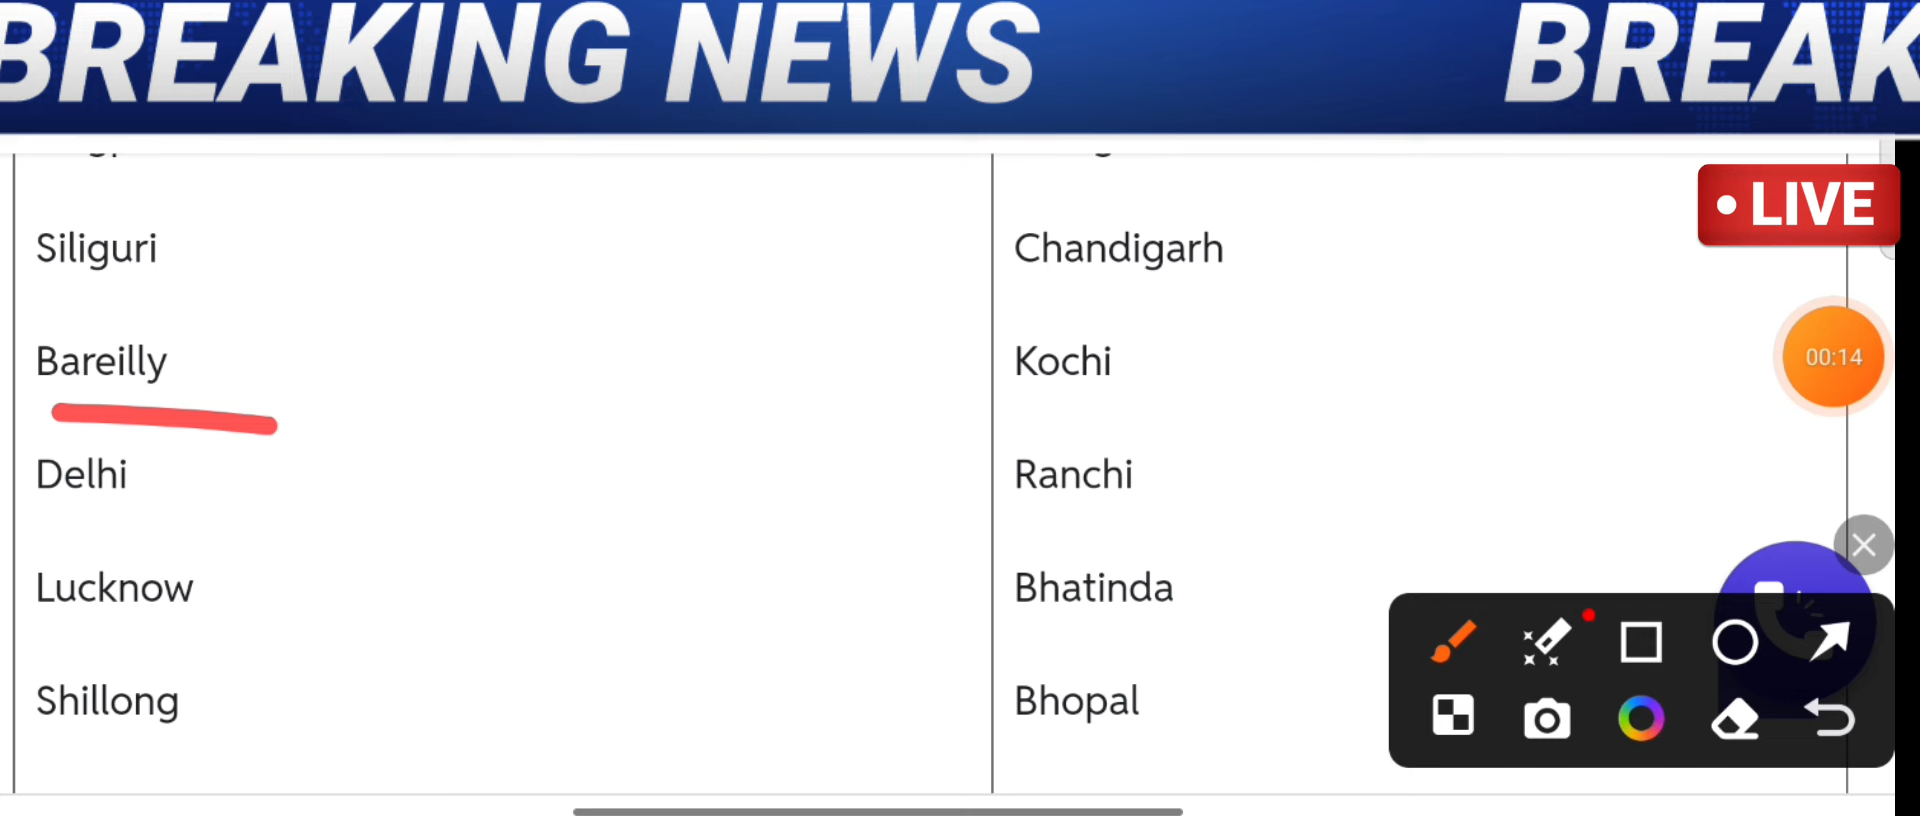 BREAKING NEWS BREAK
LIVE
Siliguri Chandigarh
Bareilly Kochi
00:14
Delhi Ranchi
Lucknow Bhatinda
Shillong Bhopal